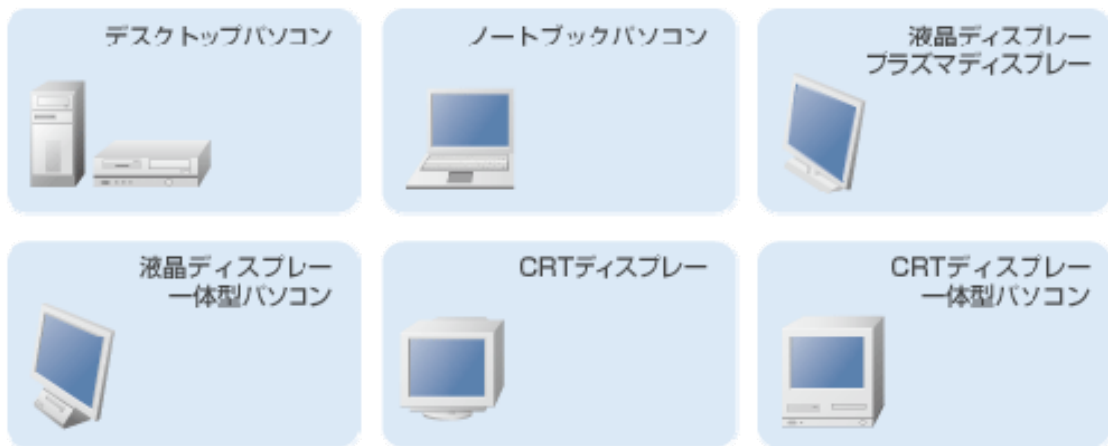 デスクトップパソコン
ノートブックパソコン
液晶ディスプレー
プラズマディスプレー
液晶ディスプレー
一体型パソコン
CRTディスプレー
CRTディスプレー
一体型パソコン